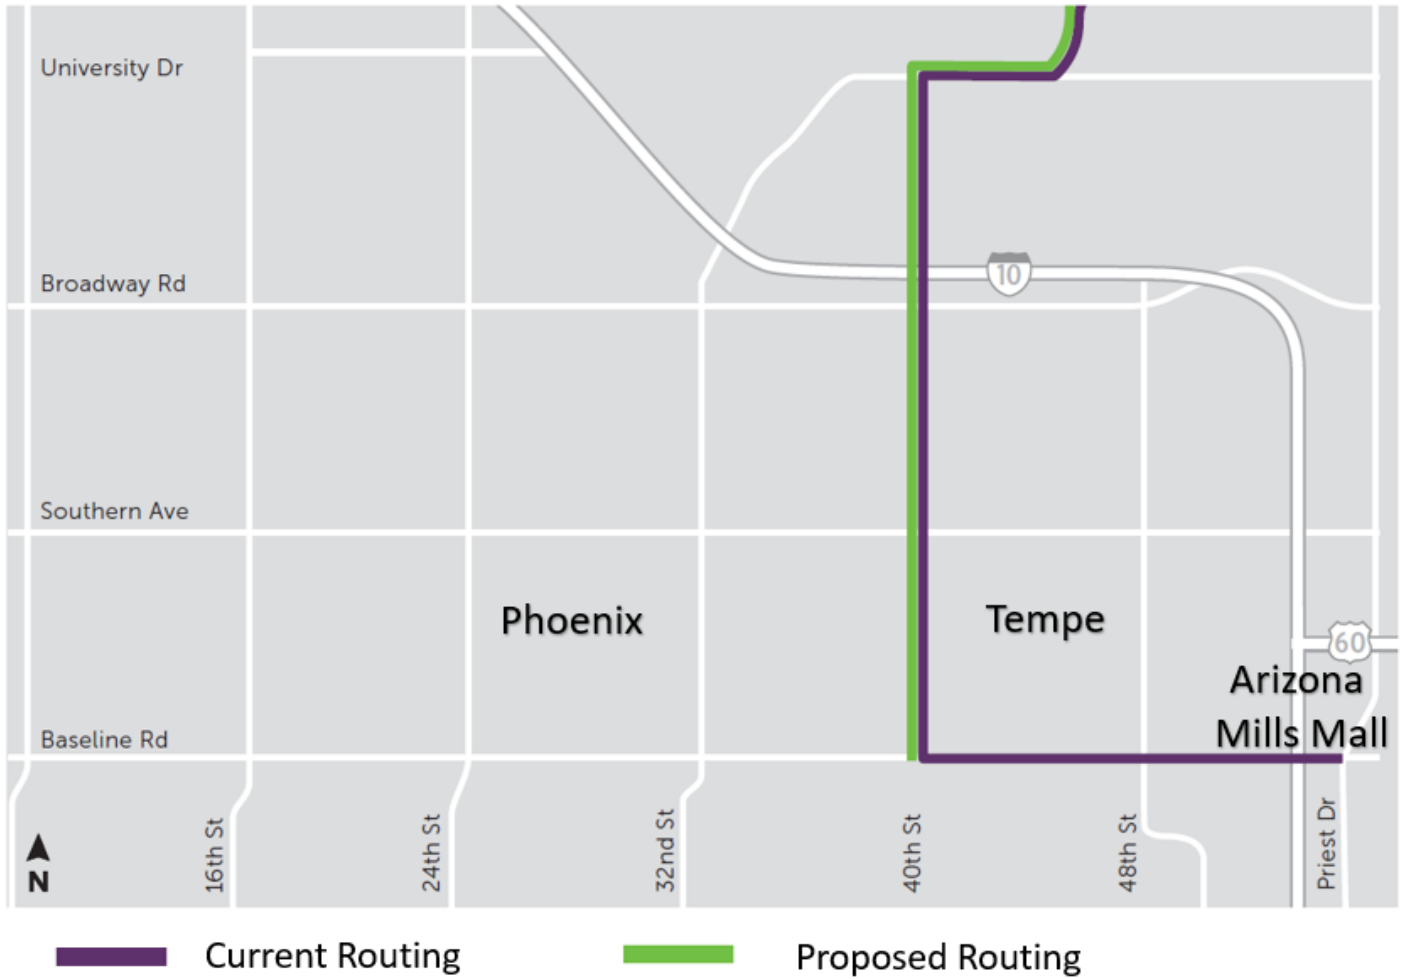 University Dr
Broadway Rd
10
Southern Ave
Phoenix
Tempe
60
Arizona
Mills Mall
Baseline Rd
16th St
24th St
32nd St
40th St
48th St
Priest Dr
N
Current Routing
Proposed Routing